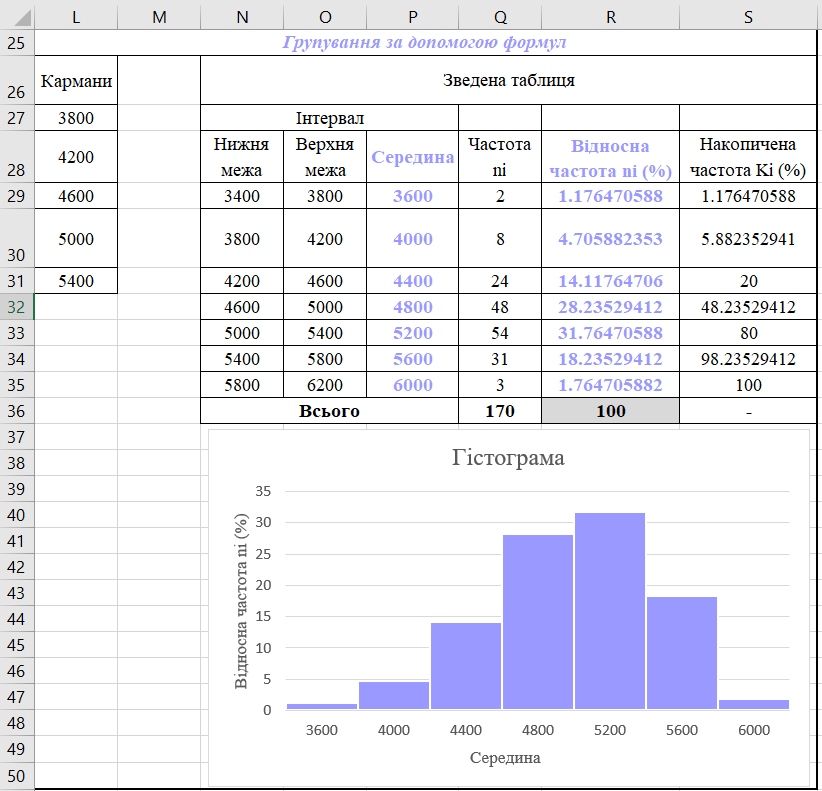 L M N O P Q R S
25 Групування за допомогою формул
26 Кармани Зведена таблиця
27 3800 Інтервал
28 4200 Нижня межа Верхня межа Середина Частота ni Відносна частота ni (%) Накопичена частота Ki (%)
29 4600 3400 3800 3600 2 1.176470588 1.176470588
30 5000 3800 4200 4000 8 4.705882353 5.882352941
31 5400 4200 4600 4400 24 14.11764706 20
32 4600 5000 4800 48 28.23529412 48.23529412
33 5000 5400 5200 54 31.76470588 80
34 5400 5800 5600 31 18.23529412 98.23529412
35 5800 6200 6000 3 1.764705882 100
36 Всього 170 100 -
37
38
39
40
41
42
43
44
45
46
47
48
49
50
Гістограма
Відносна частота ni (%)
35
30
25
20
15
10
5
0
3600 4000 4400 4800 5200 5600 6000
Середина